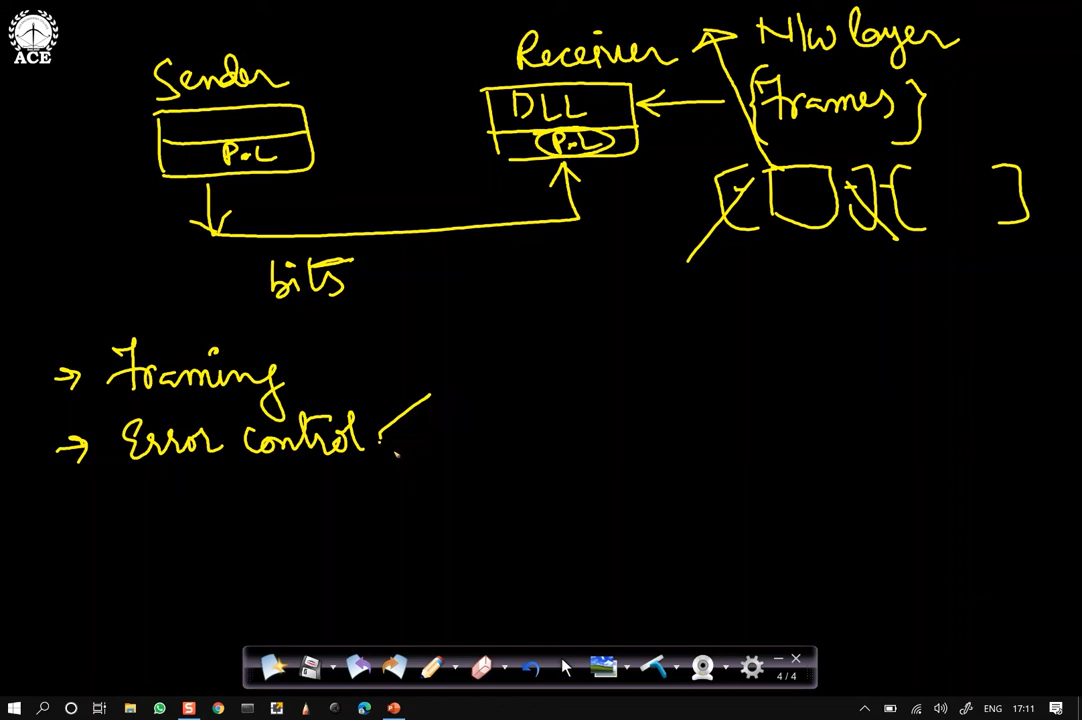 ACE
Sender
Receiver
N/w layer
DLL
{Frames}
P.L
P.L
bits
→ Framing
→ Error control
4 / 4
ENG
17:11